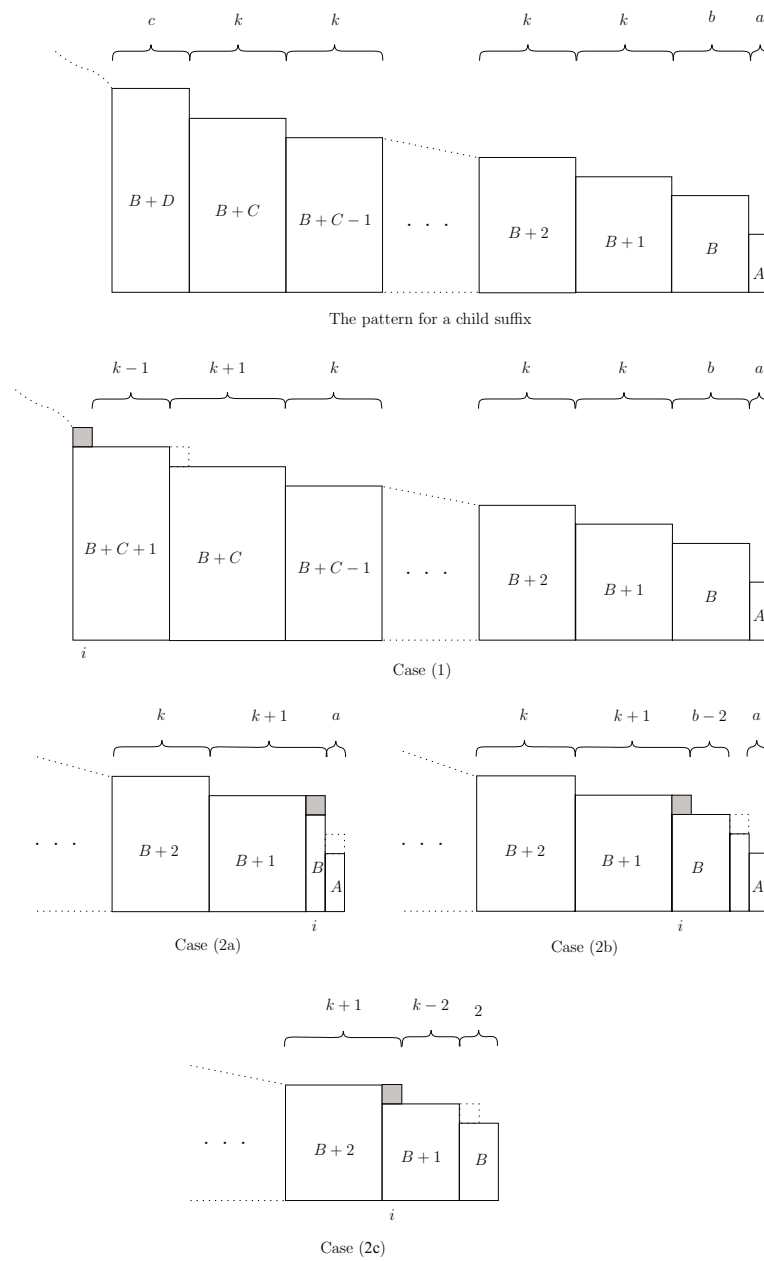 c k k k k b a
B + D B + C B + C − 1 . . . B + 2 B + 1 B A
The pattern for a child suffix
k − 1 k + 1 k k k b a
B + C + 1 B + C B + C − 1 . . . B + 2 B + 1 B A
i
Case (1)
k k + 1 a k k + 1 b − 2 a
. . . B + 2 B + 1 B A . . . B + 2 B + 1 B A
i i
Case (2a) Case (2b)
k + 1 k − 2 2
. . . B + 2 B + 1 B
i
Case (2c)